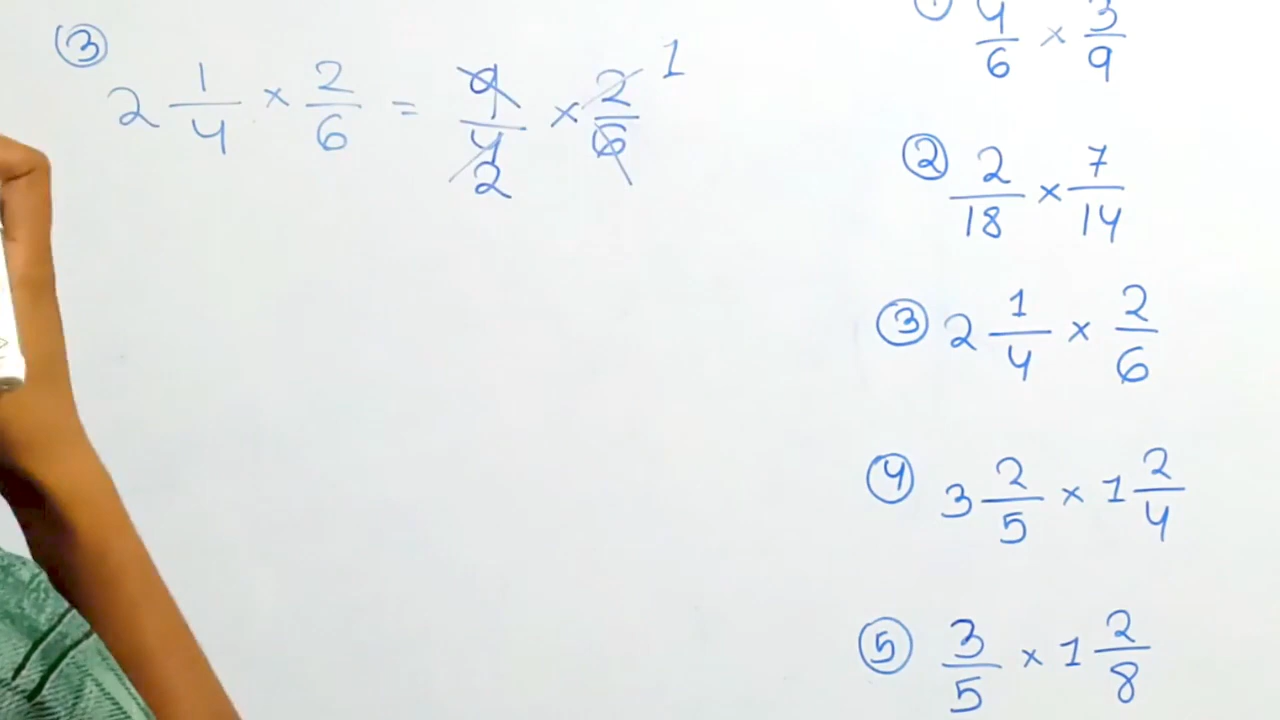 ③ 2 1/4 × 2/6 = 9/4 × 2/6 1
2
① 4/6 × 3/9
② 2/18 × 7/14
③ 2 1/4 × 2/6
④ 3 2/5 × 1 2/4
⑤ 3/5 × 1 2/8